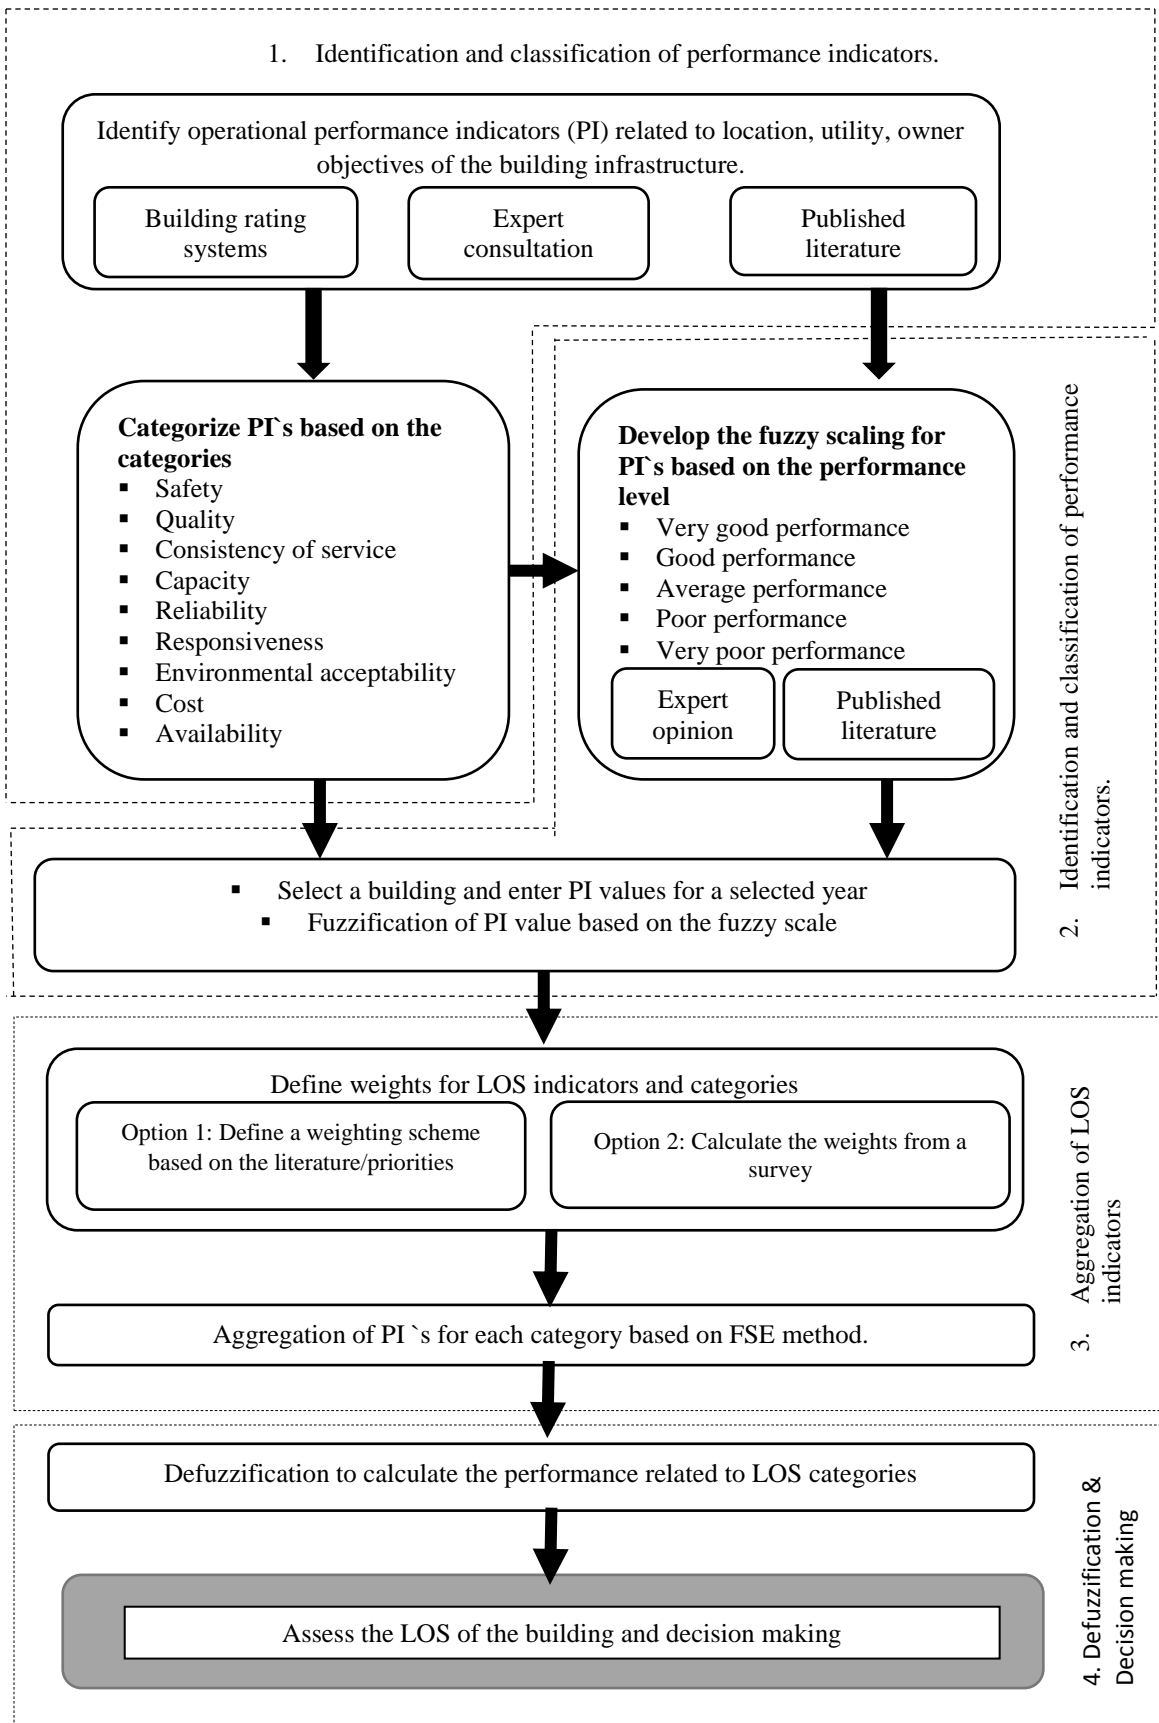 1. Identification and classification of performance indicators.
Identify operational performance indicators (PI) related to location, utility, owner
objectives of the building infrastructure.
Building rating
systems
Expert
consultation
Published
literature
Categorize PI`s based on the
categories
▪ Safety
▪ Quality
▪ Consistency of service
▪ Capacity
▪ Reliability
▪ Responsiveness
▪ Environmental acceptability
▪ Cost
▪ Availability
Develop the fuzzy scaling for
PI`s based on the performance
level
▪ Very good performance
▪ Good performance
▪ Average performance
▪ Poor performance
▪ Very poor performance
Expert
opinion
Published
literature
2. Identification and classification of performance
indicators.
▪ Select a building and enter PI values for a selected year
▪ Fuzzification of PI value based on the fuzzy scale
Define weights for LOS indicators and categories
Option 1: Define a weighting scheme
based on the literature/priorities
Option 2: Calculate the weights from a
survey
3. Aggregation of LOS
indicators
Aggregation of PI `s for each category based on FSE method.
Defuzzification to calculate the performance related to LOS categories
4. Defuzzification &
Decision making
Assess the LOS of the building and decision making